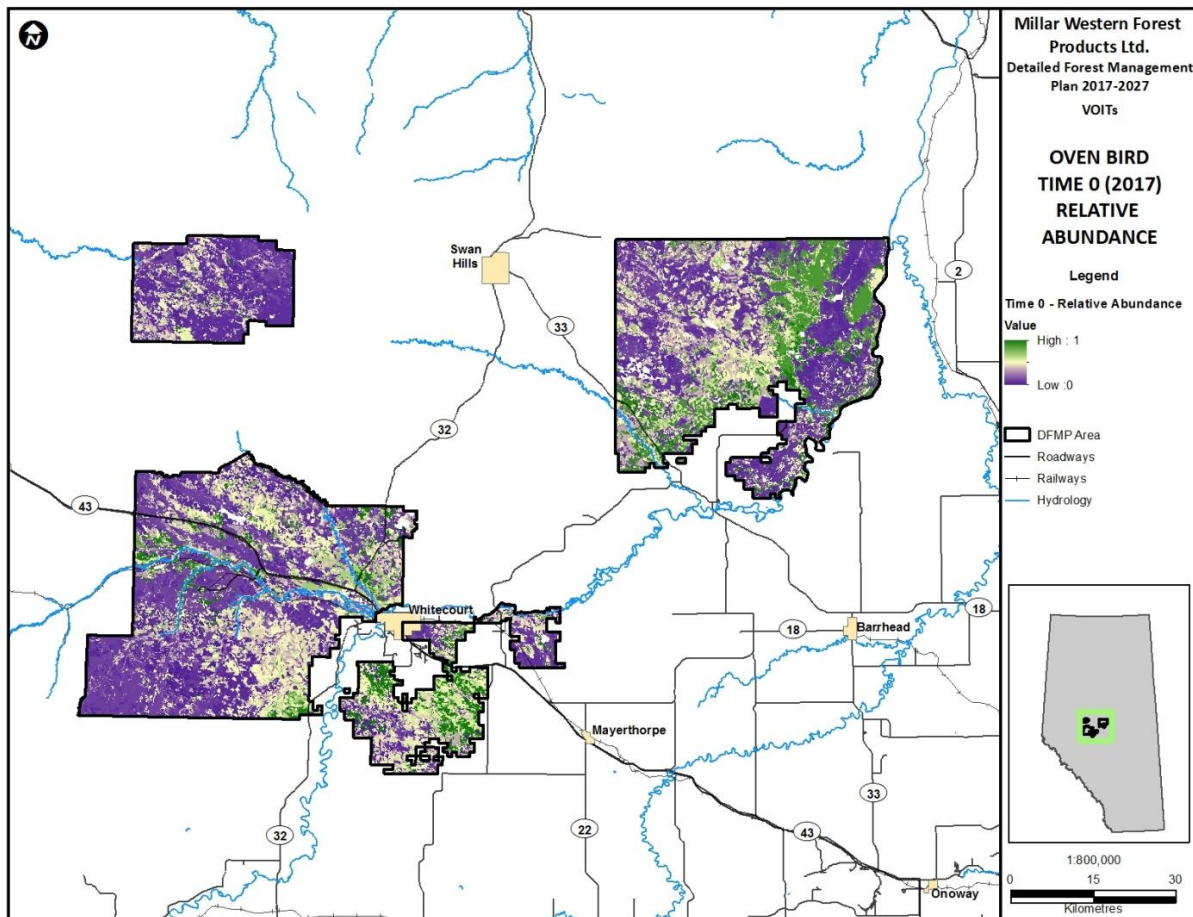 N
Swan
Hills
33
2
32
43
Whitecourt
18
18
Barrhead
Mayerthorpe
33
32
22
43
Onoway
Millar Western Forest
Products Ltd.
Detailed Forest Management
Plan 2017-2027
VOITs
OVEN BIRD
TIME 0 (2017)
RELATIVE
ABUNDANCE
Legend
Time 0 - Relative Abundance
Value
High : 1
Low :0
DFMP Area
Roadways
Railways
Hydrology
1:800,000
0 15 30
Kilometres